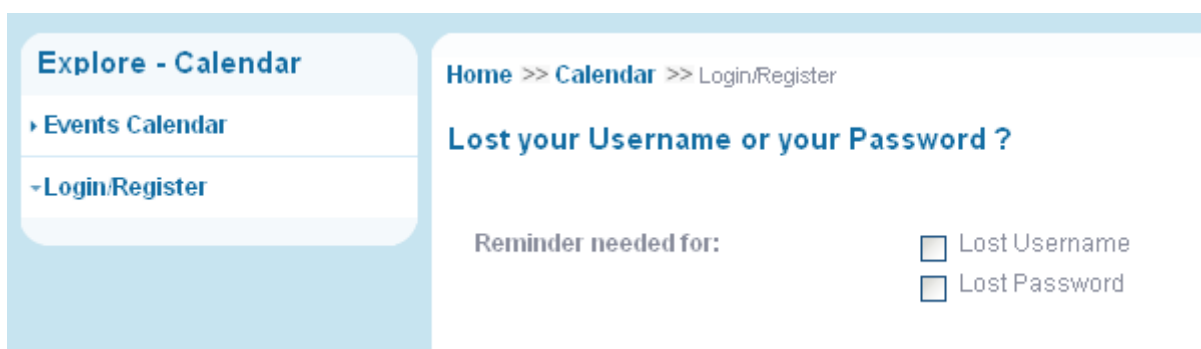 Explore - Calendar
Events Calendar
Login/Register
Home >> Calendar >> Login/Register
Lost your Username or your Password ?
Reminder needed for:
Lost Username
Lost Password